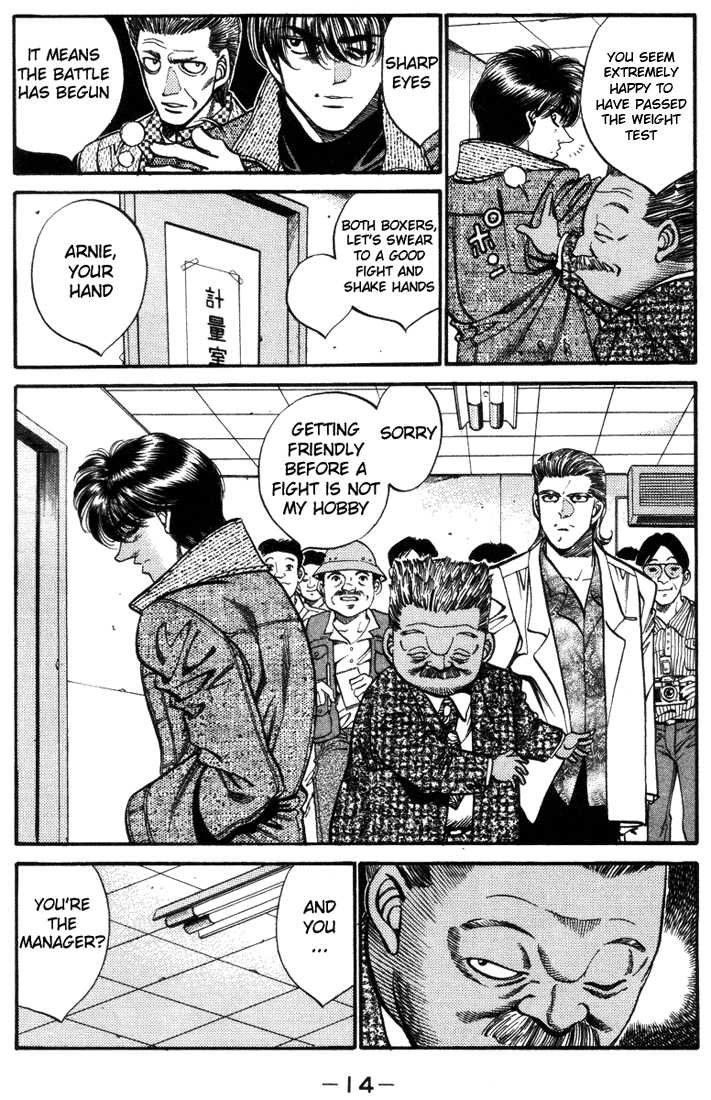 YOU SEEM
EXTREMELY
HAPPY TO
HAVE PASSED
THE WEIGHT
TEST
SHARP
EYES
IT MEANS
THE BATTLE
HAS BEGUN
BOTH BOXERS,
LET'S SWEAR
TO A GOOD
FIGHT AND
SHAKE HANDS
計量室
ARNIE,
YOUR
HAND
SORRY
GETTING
FRIENDLY
BEFORE A
FIGHT IS NOT
MY HOBBY
AND
YOU
...
YOU'RE
THE
MANAGER?
-14-